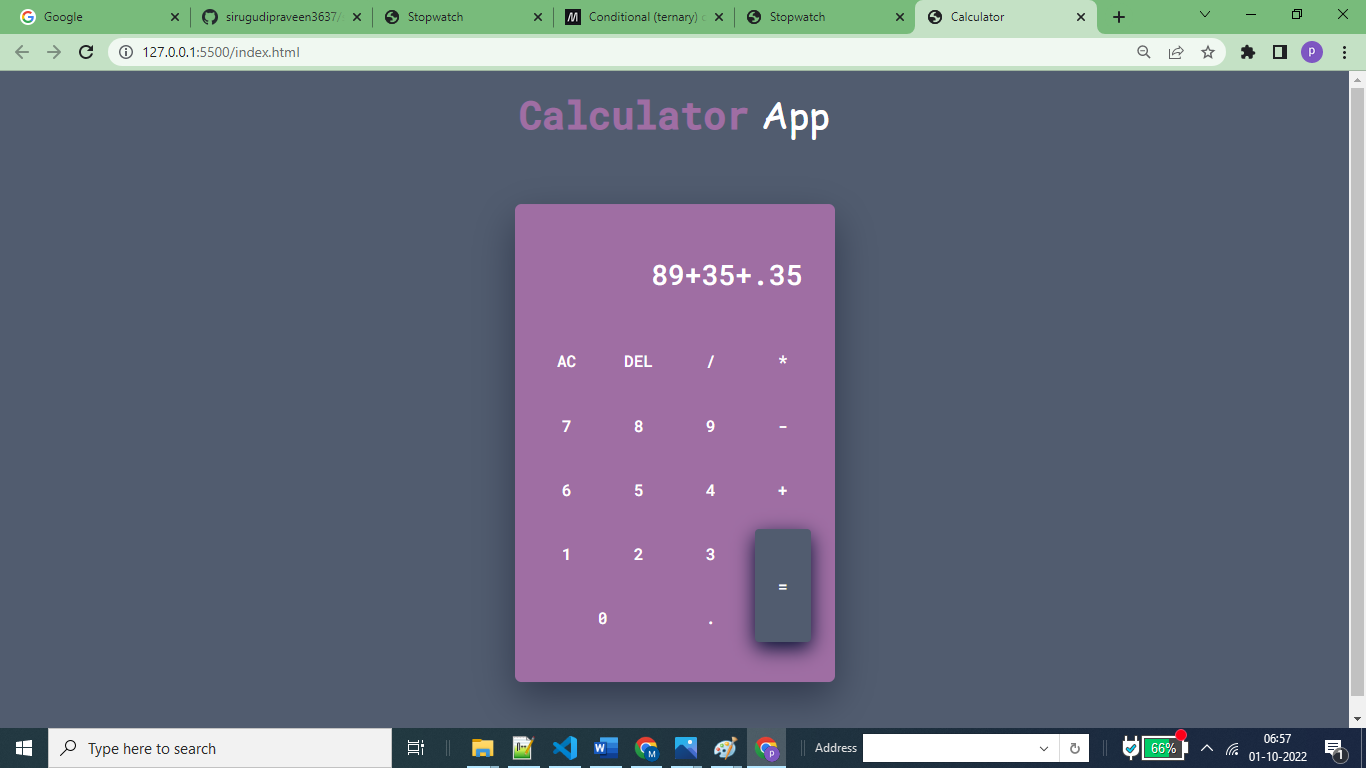 Google sirugudipraveen3637/ Stopwatch Conditional (ternary) Stopwatch Calculator
127.0.0.1:5500/index.html p
Calculator App
89+35+.35
AC DEL / *
7 8 9 -
6 5 4 +
1 2 3
=
0 .
Type here to search Address 66% 06:57
01-10-2022 1